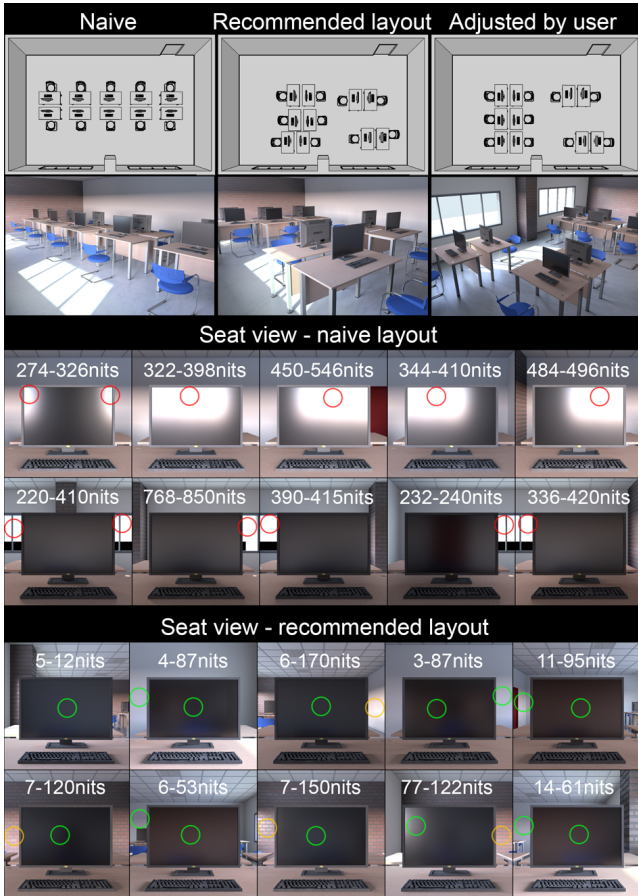 Naive Recommended layout Adjusted by user
Seat view - naive layout
274-326nits 322-398nits 450-546nits 344-410nits 484-496nits
220-410nits 768-850nits 390-415nits 232-240nits 336-420nits
Seat view - recommended layout
5-12nits 4-87nits 6-170nits 3-87nits 11-95nits
7-120nits 6-53nits 7-150nits 77-122nits 14-61nits